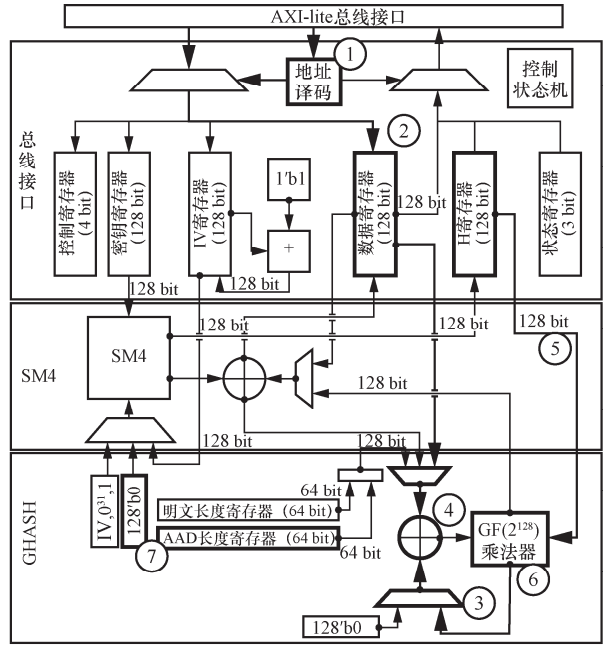 AXI-lite总线接口
地址
译码
①
控制
状态机
②
总线接口
控制寄存器
(4 bit)
密钥寄存器
(128 bit)
IV寄存器
(128 bit)
1′b1
+
数据寄存器
(128 bit)
128 bit
H寄存器
(128 bit)
状态寄存器
(3 bit)
128 bit
128 bit
SM4
SM4
128 bit
128 bit
128 bit
⑤
128 bit
128 bit
128 bit
GHASH
IV,0³¹,1
128′b0
⑦
64 bit
明文长度寄存器 (64 bit)
AAD长度寄存器 (64 bit)
64 bit
④
GF(2¹²⁸)
乘法器
⑥
③
128′b0